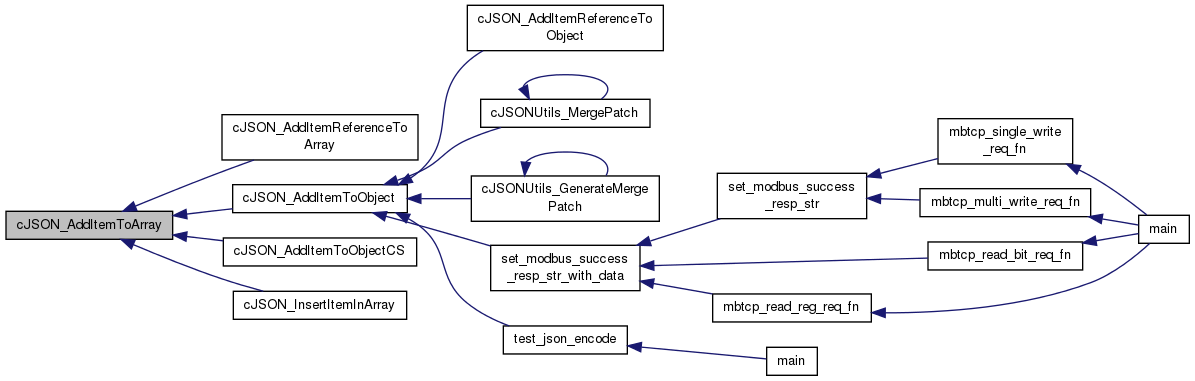 cJSON_AddItemReferenceTo
Object
cJSONUtils_MergePatch
cJSON_AddItemReferenceTo
Array
mbtcp_single_write
_req_fn
cJSON_AddItemToObject
cJSONUtils_GenerateMerge
Patch
set_modbus_success
_resp_str
mbtcp_multi_write_req_fn
cJSON_AddItemToArray
main
cJSON_AddItemToObjectCS
set_modbus_success
_resp_str_with_data
mbtcp_read_bit_req_fn
cJSON_InsertItemInArray
mbtcp_read_reg_req_fn
test_json_encode
main